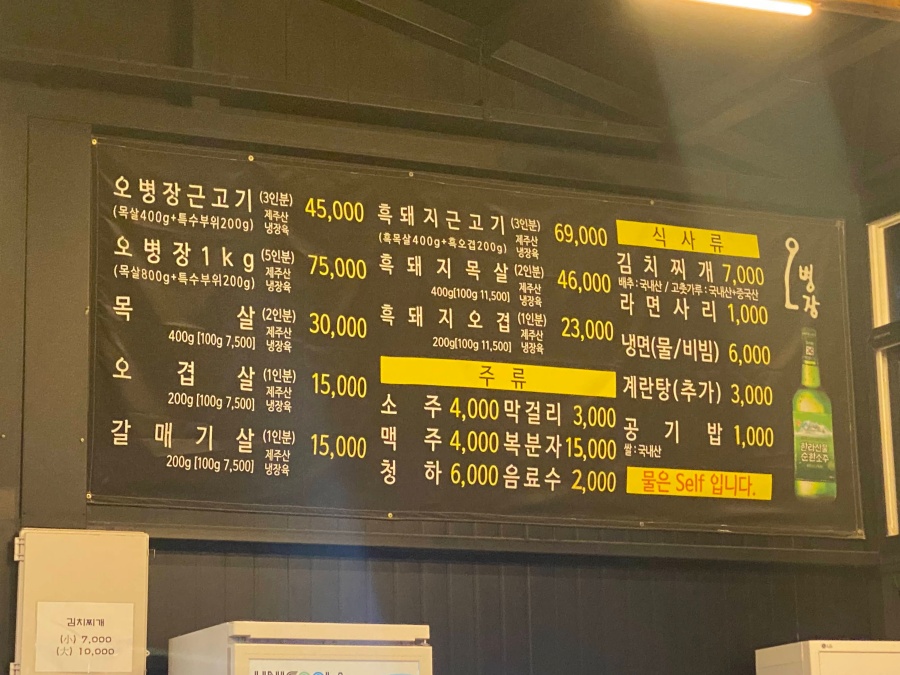 오병장근고기 (3인분) 45,000
(목살400g+특수부위200g) 제주산 냉장육
오병장1kg (5인분) 75,000
(목살800g+특수부위200g) 제주산 냉장육
목 살 (2인분) 30,000
400g [100g 7,500] 제주산 냉장육
오 겹 살 (1인분) 15,000
200g [100g 7,500] 제주산 냉장육
갈 매 기 살 (1인분) 15,000
200g [100g 7,500] 제주산 냉장육
흑돼지근고기 (3인분) 69,000
(흑목살400g+흑오겹200g) 제주산 냉장육
흑돼지목살 (2인분) 46,000
400g[100g 11,500] 제주산 냉장육
흑돼지오겹 (1인분) 23,000
200g[100g 11,500] 제주산 냉장육
주 류
소 주 4,000 막걸리 3,000
맥 주 4,000 복분자 15,000
청 하 6,000 음료수 2,000
식 사 류
김치찌개 7,000
배추 : 국내산 / 고춧가루 : 국내산+중국산
라면사리 1,000
냉면(물/비빔) 6,000
계란탕(추가) 3,000
공 기 밥 1,000
쌀 : 국내산
물은 Self 입니다.
오병장
한라산물
순한소주
김치찌개
(小) 7,000
(大) 10,000
LG